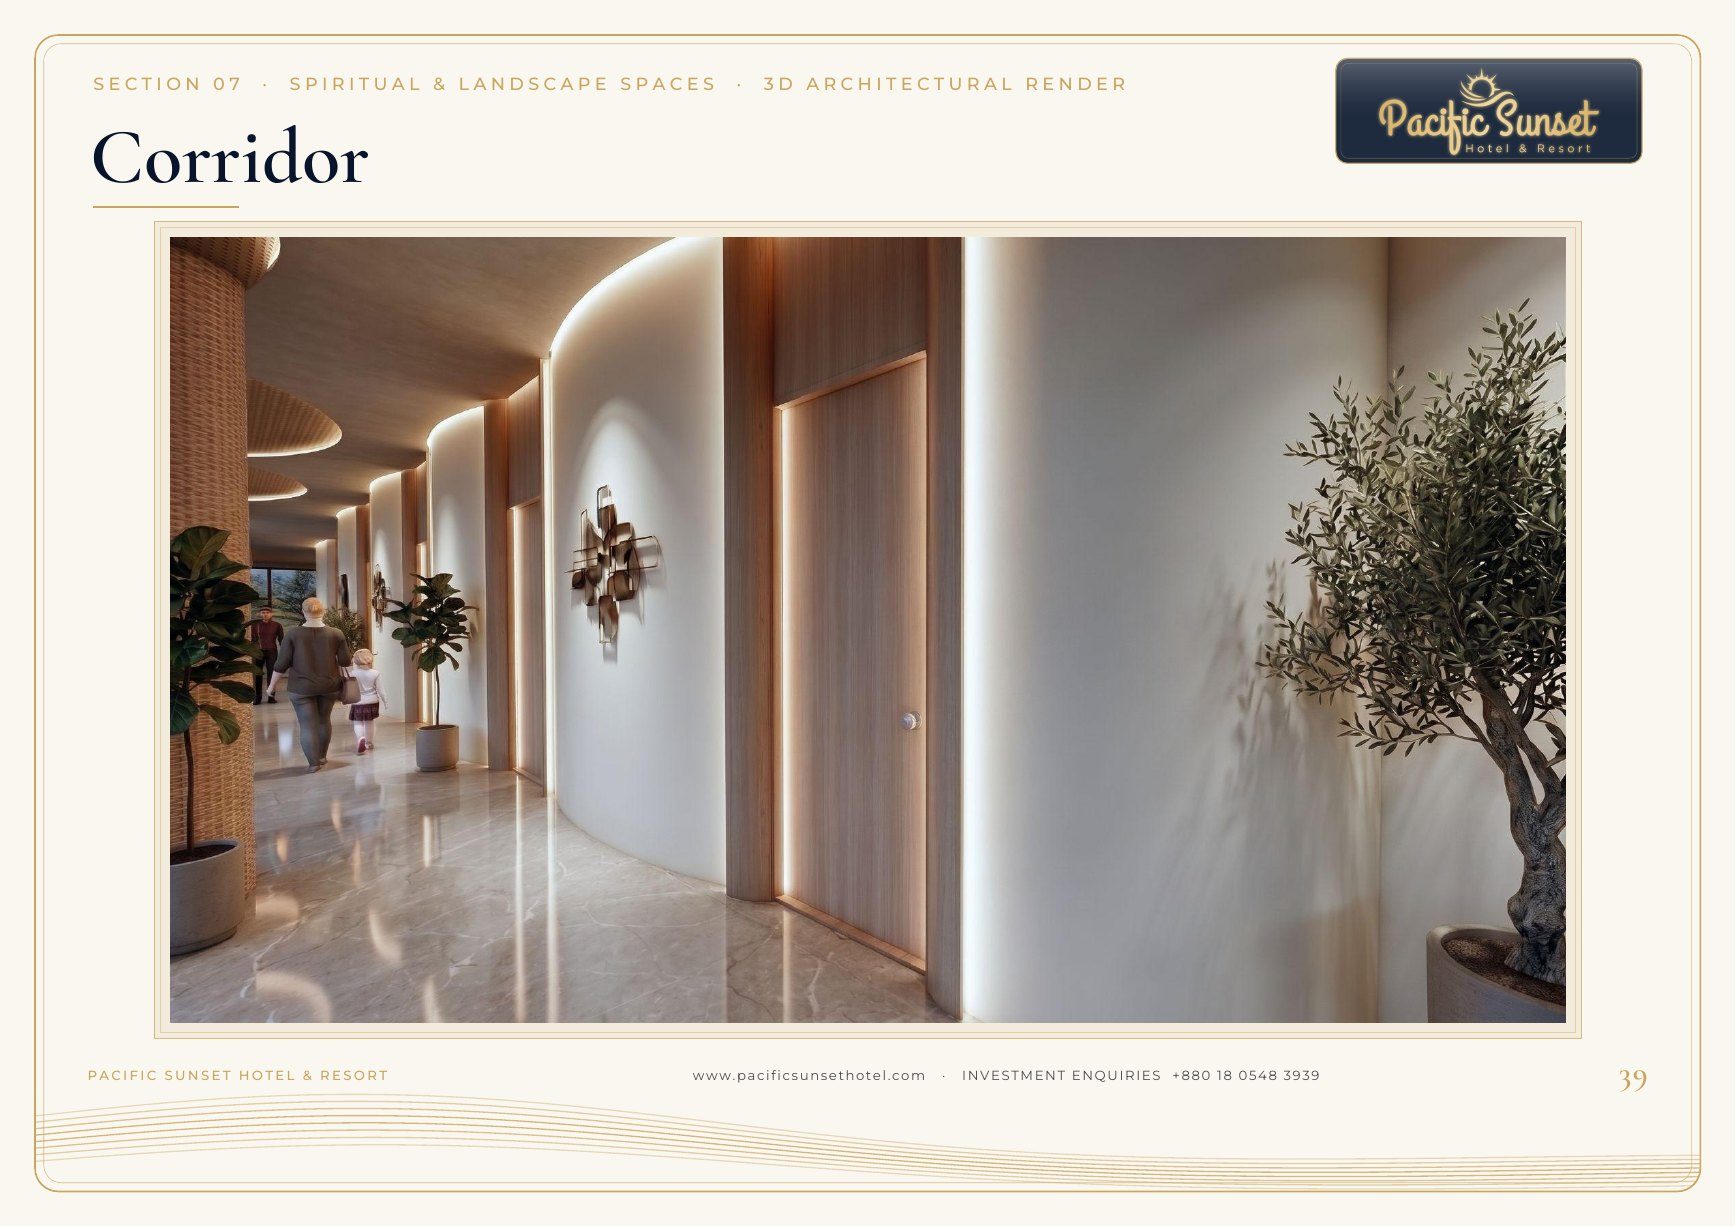 SECTION 07 · SPIRITUAL & LANDSCAPE SPACES · 3D ARCHITECTURAL RENDER
Pacific Sunset
Hotel & Resort
Corridor
PACIFIC SUNSET HOTEL & RESORT
www.pacificsunsethotel.com · INVESTMENT ENQUIRIES +880 18 0548 3939
39